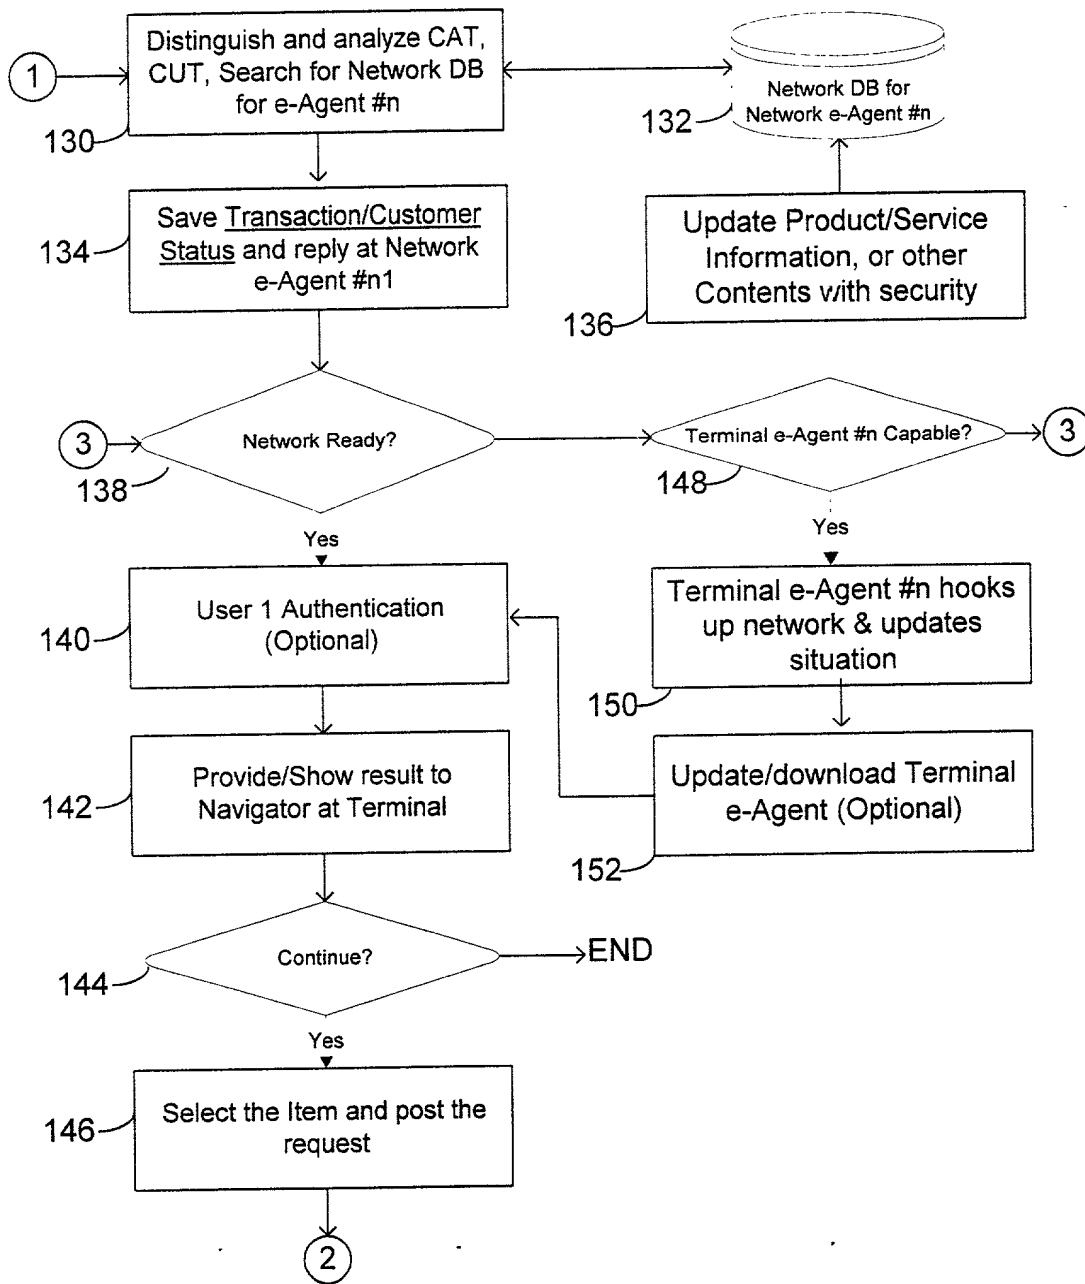 Distinguish and analyze CAT,
CUT, Search for Network DB
for e-Agent #n
1
130
Network DB for
Network e-Agent #n
132
Save Transaction/Customer
Status and reply at Network
e-Agent #n1
134
Update Product/Service
Information, or other
Contents with security
136
3
Network Ready?
138
Terminal e-Agent #n Capable?
3
148
Yes
Yes
User 1 Authentication
(Optional)
140
Terminal e-Agent #n hooks
up network & updates
situation
150
Provide/Show result to
Navigator at Terminal
142
Update/download Terminal
e-Agent (Optional)
152
Continue?
END
144
Yes
Select the Item and post the
request
146
2